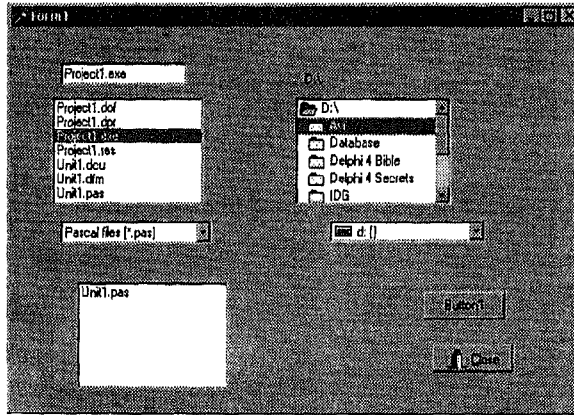 Form1
Project1.exe
D:\
Project1.dof
Project1.dpr
Project1.exe
Project1.res
Unit1.dcu
Unit1.dfm
Unit1.pas
D:\
Database
Delphi 4 Bible
Delphi 4 Secrets
IDG
Pascal files (*.pas)
d: []
Unit1.pas
Button1
Close